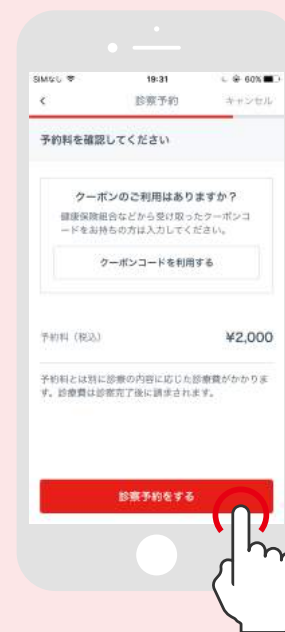 SIMなし 19:31 60%
診察予約 キャンセル
予約料を確認してください
クーポンのご利用はありますか？
健康保険組合などから受け取ったクーポンコ
ードをお持ちの方は入力してください。
クーポンコードを利用する
予約料（税込） ¥2,000
予約料とは別に診療の内容に応じた診療費がかかりま
す。診療費は診察完了後に請求されます。
診察予約をする